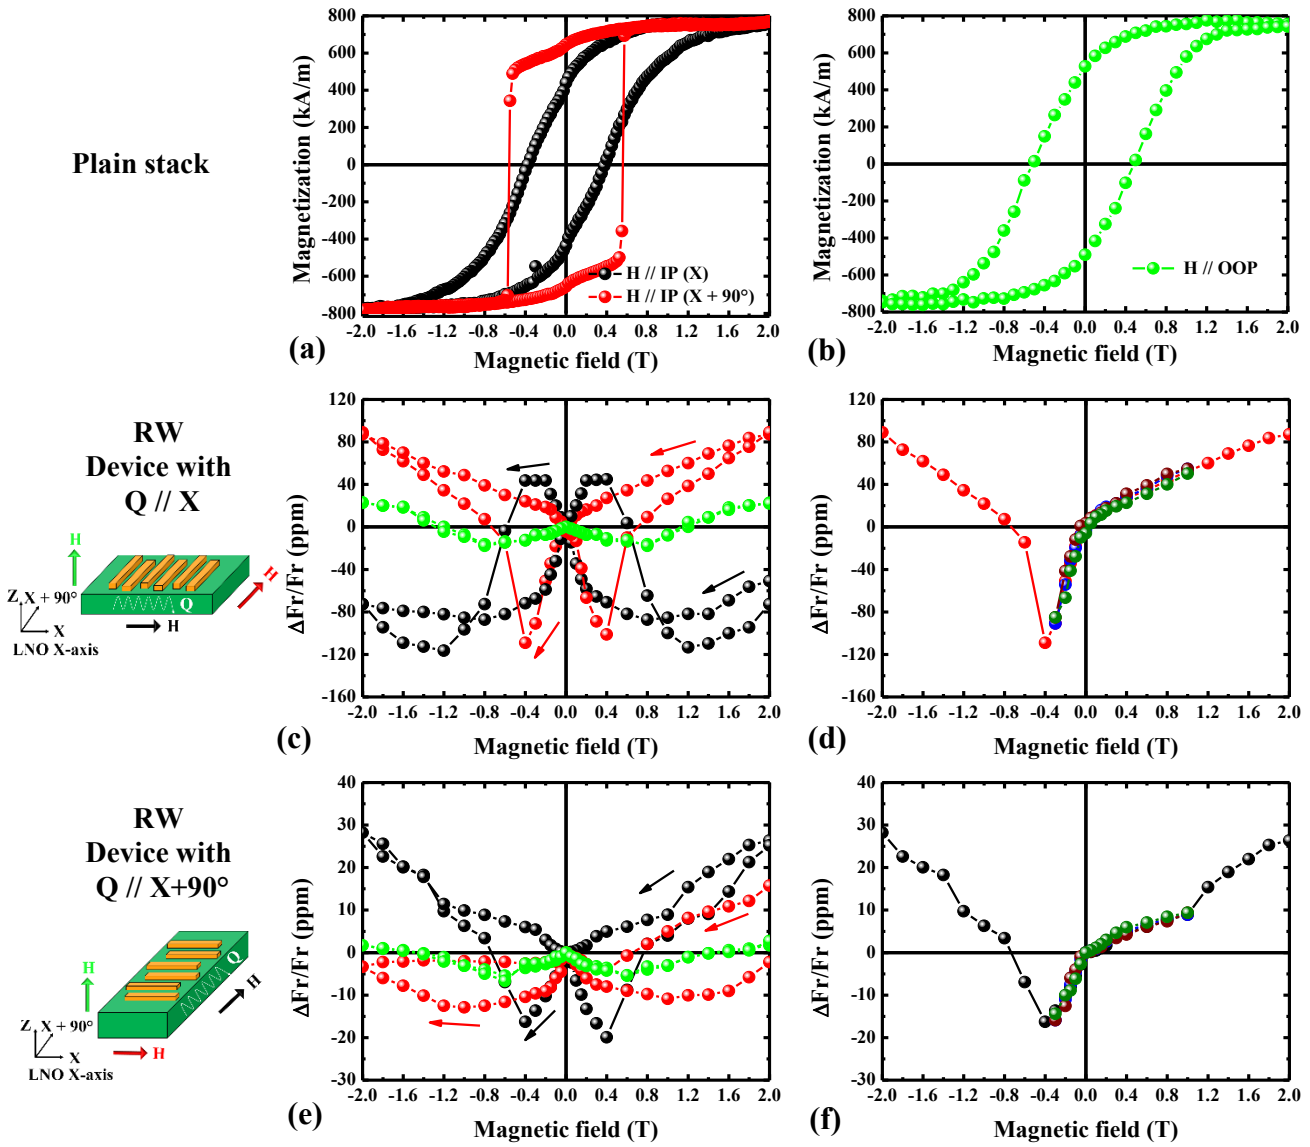 Plain stack
Magnetization (kA/m)
800
600
400
200
0
-200
-400
-600
-800
H // IP (X)
H // IP (X + 90°)
-2.0 -1.6 -1.2 -0.8 -0.4 0.0 0.4 0.8 1.2 1.6 2.0
(a)
Magnetic field (T)
Magnetization (kA/m)
800
600
400
200
0
-200
-400
-600
-800
H // OOP
-2.0 -1.6 -1.2 -0.8 -0.4 0.0 0.4 0.8 1.2 1.6 2.0
(b)
Magnetic field (T)
RW
Device with
Q // X
H
H
Z
X + 90°
Q
X
H
LNO X-axis
ΔFr/Fr (ppm)
120
80
40
0
-40
-80
-120
-160
-2.0 -1.6 -1.2 -0.8 -0.4 0.0 0.4 0.8 1.2 1.6 2.0
(c)
Magnetic field (T)
ΔFr/Fr (ppm)
120
80
40
0
-40
-80
-120
-160
-2.0 -1.6 -1.2 -0.8 -0.4 0.0 0.4 0.8 1.2 1.6 2.0
(d)
Magnetic field (T)
RW
Device with
Q // X+90°
Q
H
H
Z
X + 90°
X
H
LNO X-axis
ΔFr/Fr (ppm)
40
30
20
10
0
-10
-20
-30
-2.0 -1.6 -1.2 -0.8 -0.4 0.0 0.4 0.8 1.2 1.6 2.0
(e)
Magnetic field (T)
ΔFr/Fr (ppm)
40
30
20
10
0
-10
-20
-30
-2.0 -1.6 -1.2 -0.8 -0.4 0.0 0.4 0.8 1.2 1.6 2.0
(f)
Magnetic field (T)